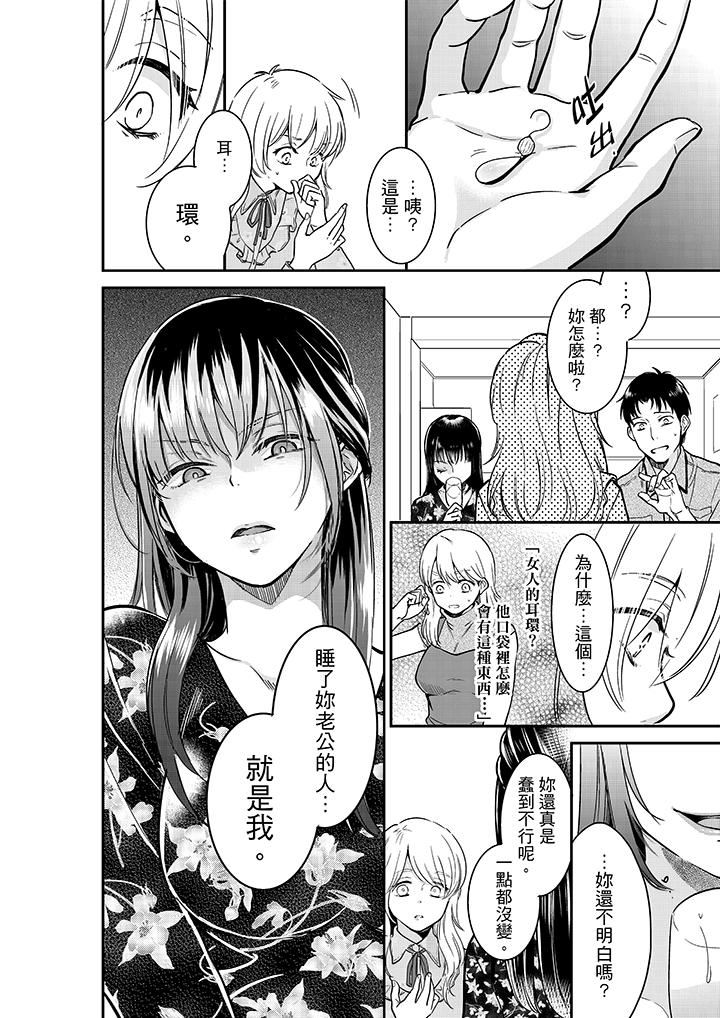 吐出
…咦？
這是…
耳…
環。
…？
都…？
妳怎麼啦？
為什麼…這個…
「女人的耳環？
他口袋裡怎麼
會有這種東西…」
…妳還不明白嗎？
妳還真是
蠢到不行呢。
一點都沒變。
睡了妳老公的人…
就是我。